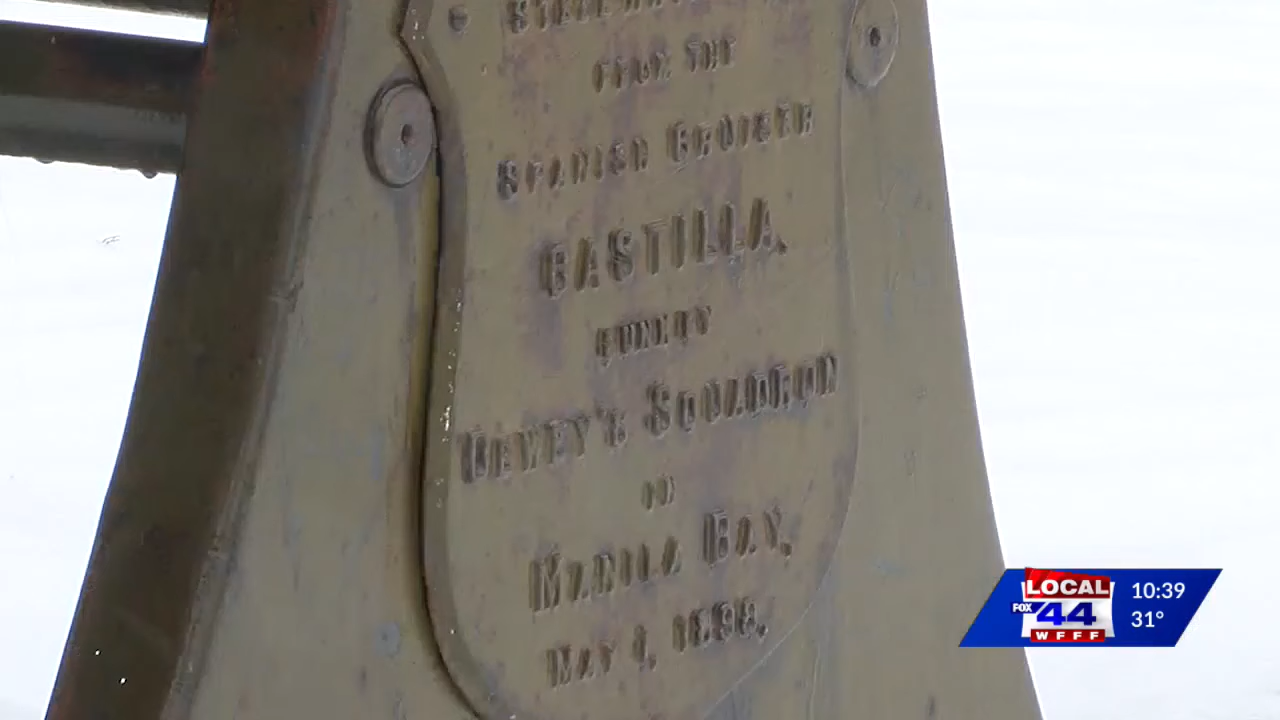 FROM THE
SPANISH CRUISER
CASTILLA,
SUNK BY
DEWEY'S SQUADRON
IN
MANILA BAY,
MAY 1, 1898.
LOCAL
FOX 44
WFFF
10:39
31°